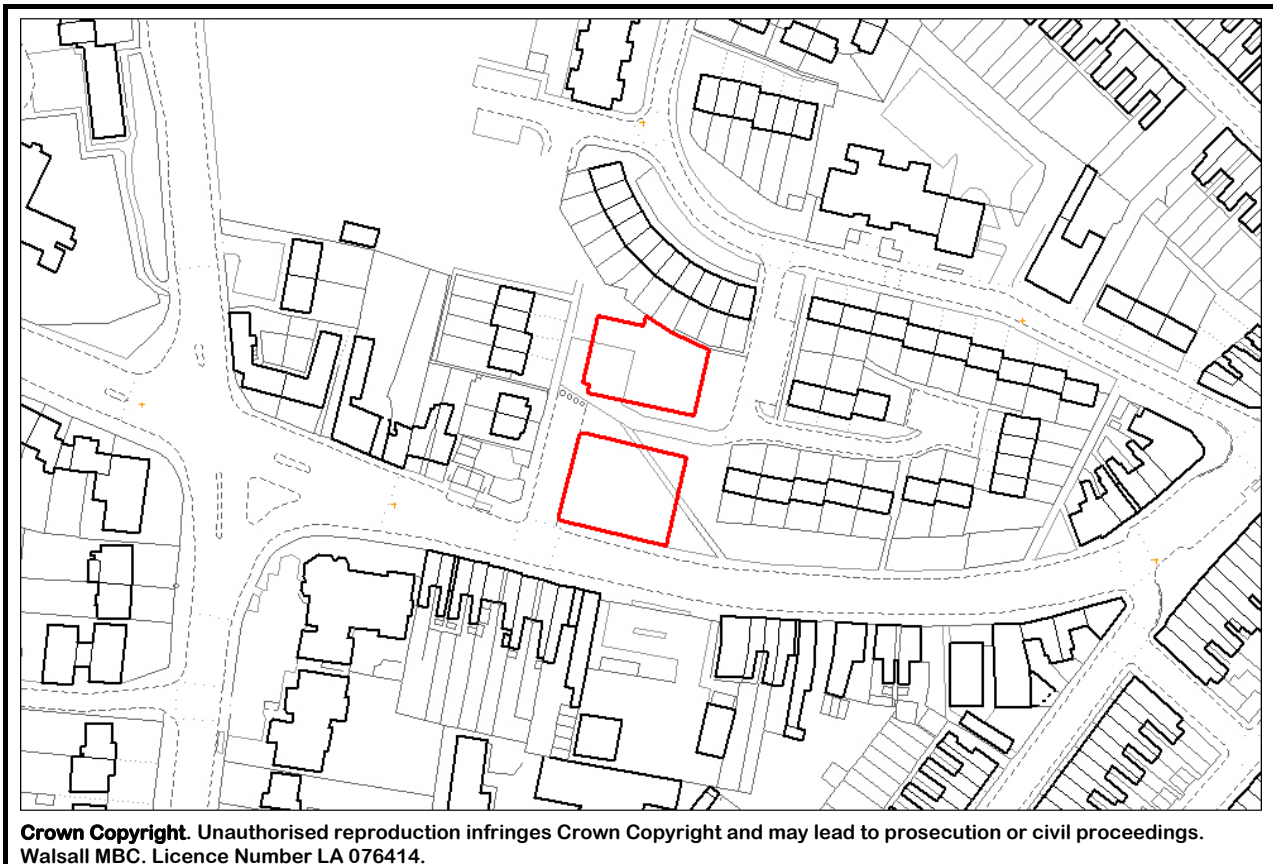 Crown Copyright. Unauthorised reproduction infringes Crown Copyright and may lead to prosecution or civil proceedings.
Walsall MBC. Licence Number LA 076414.